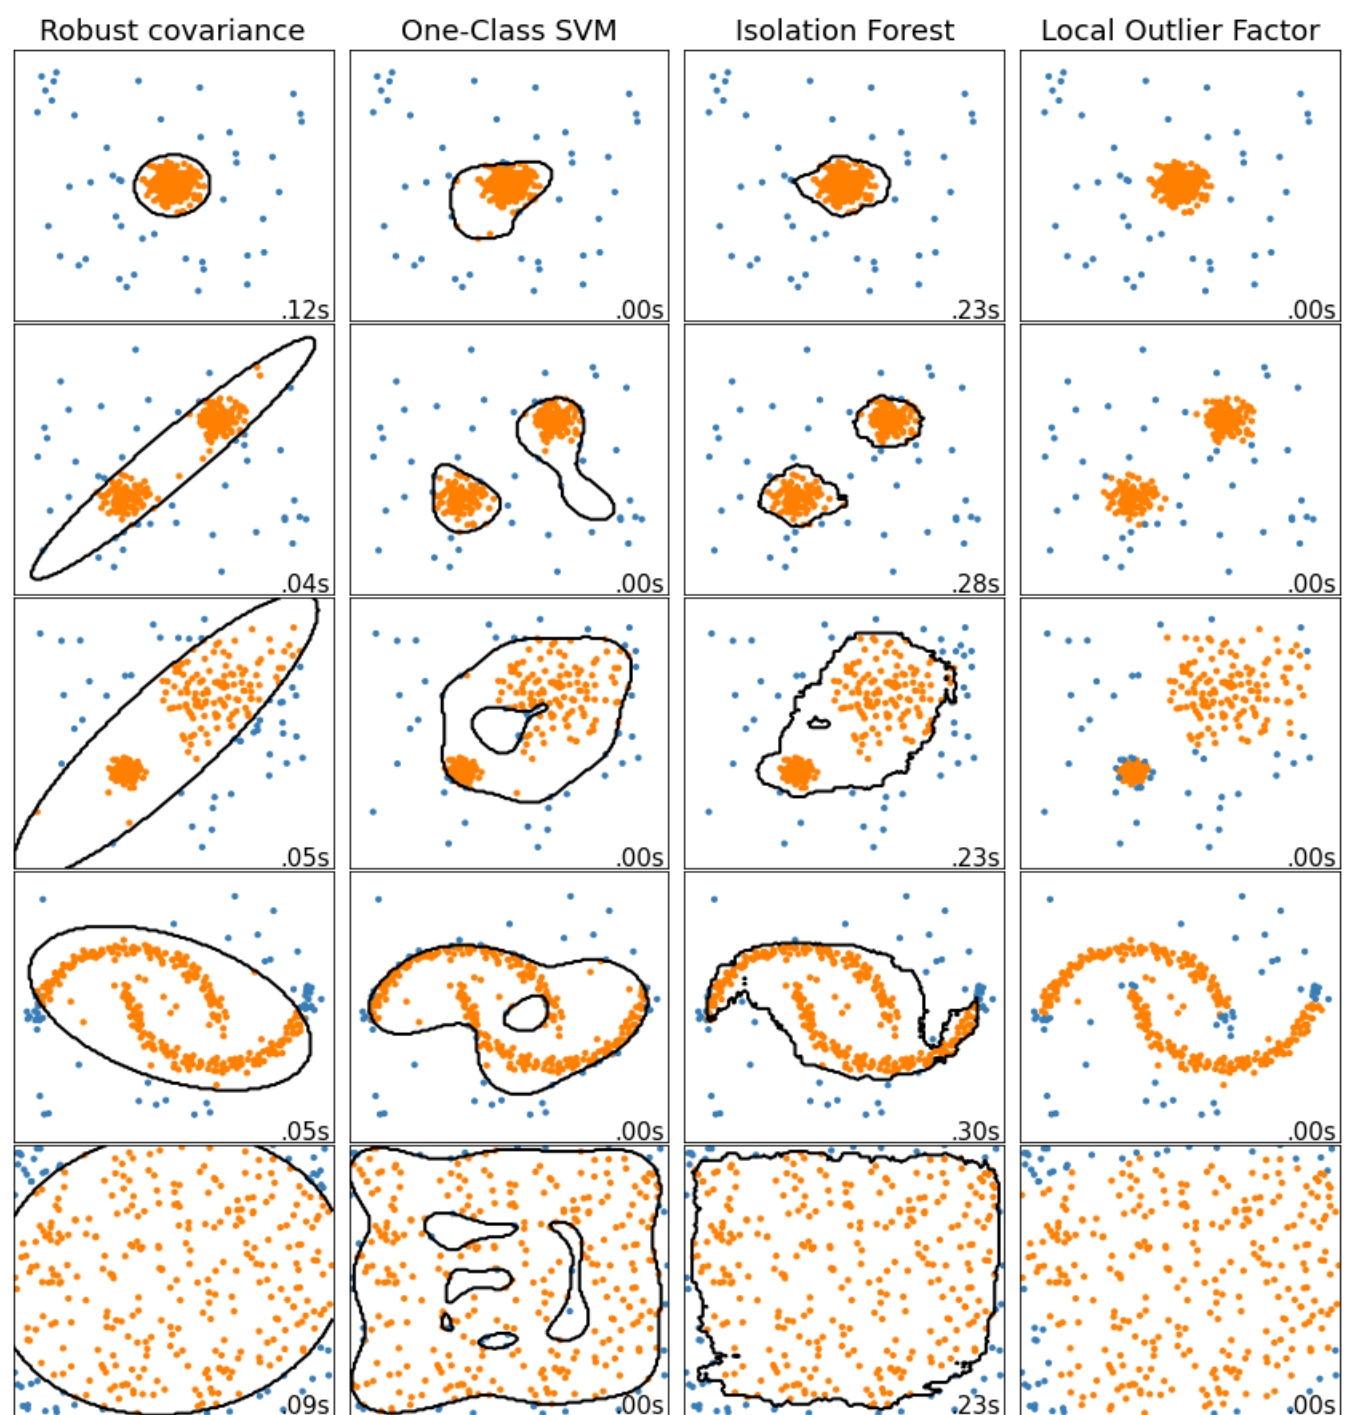 Robust covariance One-Class SVM Isolation Forest Local Outlier Factor
.12s .00s .23s .00s
.04s .00s .28s .00s
.05s .00s .23s .00s
.05s .00s .30s .00s
.09s .00s .23s .00s